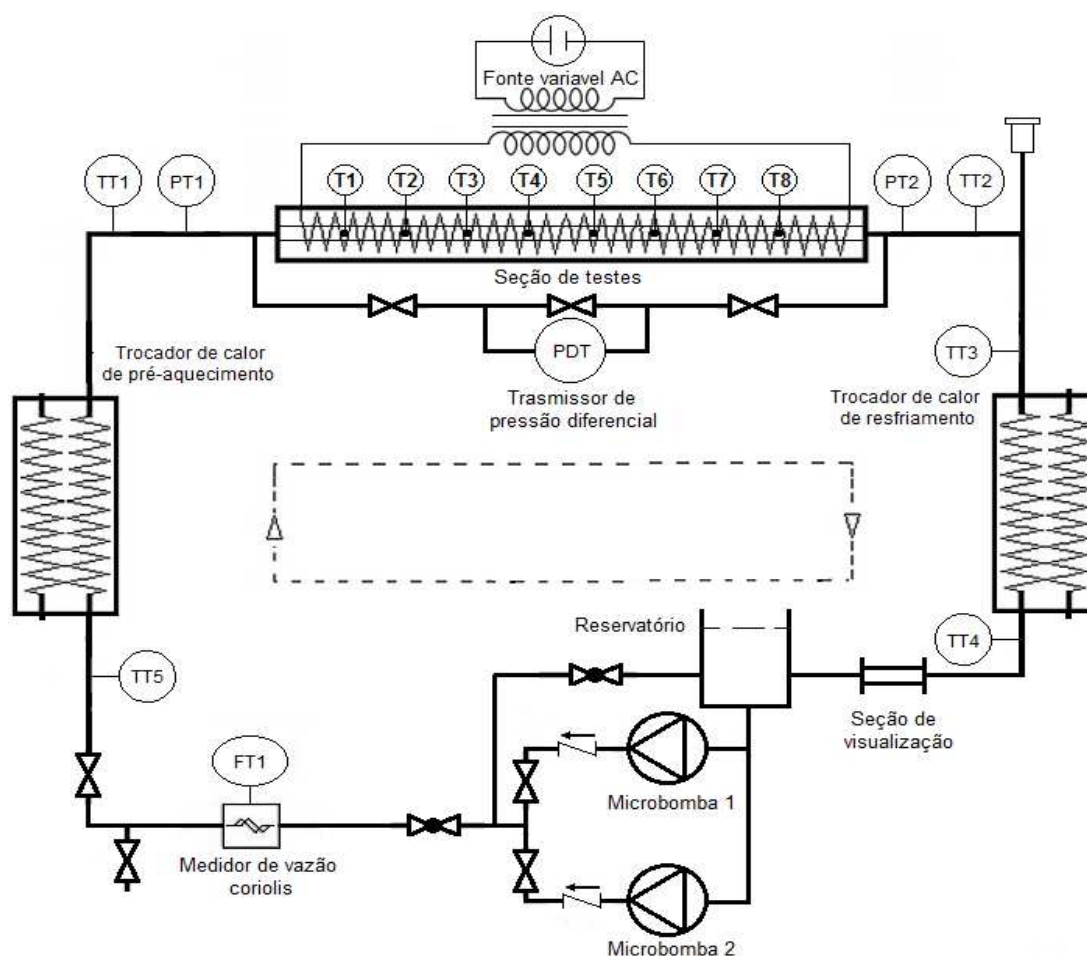 Fonte variavel AC
TT1
PT1
T1
T2
T3
T4
T5
T6
T7
T8
PT2
TT2
Seção de testes
PDT
Trasmissor de
pressão diferencial
TT3
Trocador de calor
de pré-aquecimento
Trocador de calor
de resfriamento
Reservatório
TT4
TT5
Seção de
visualização
FT1
Microbomba 1
Medidor de vazão
coriolis
Microbomba 2